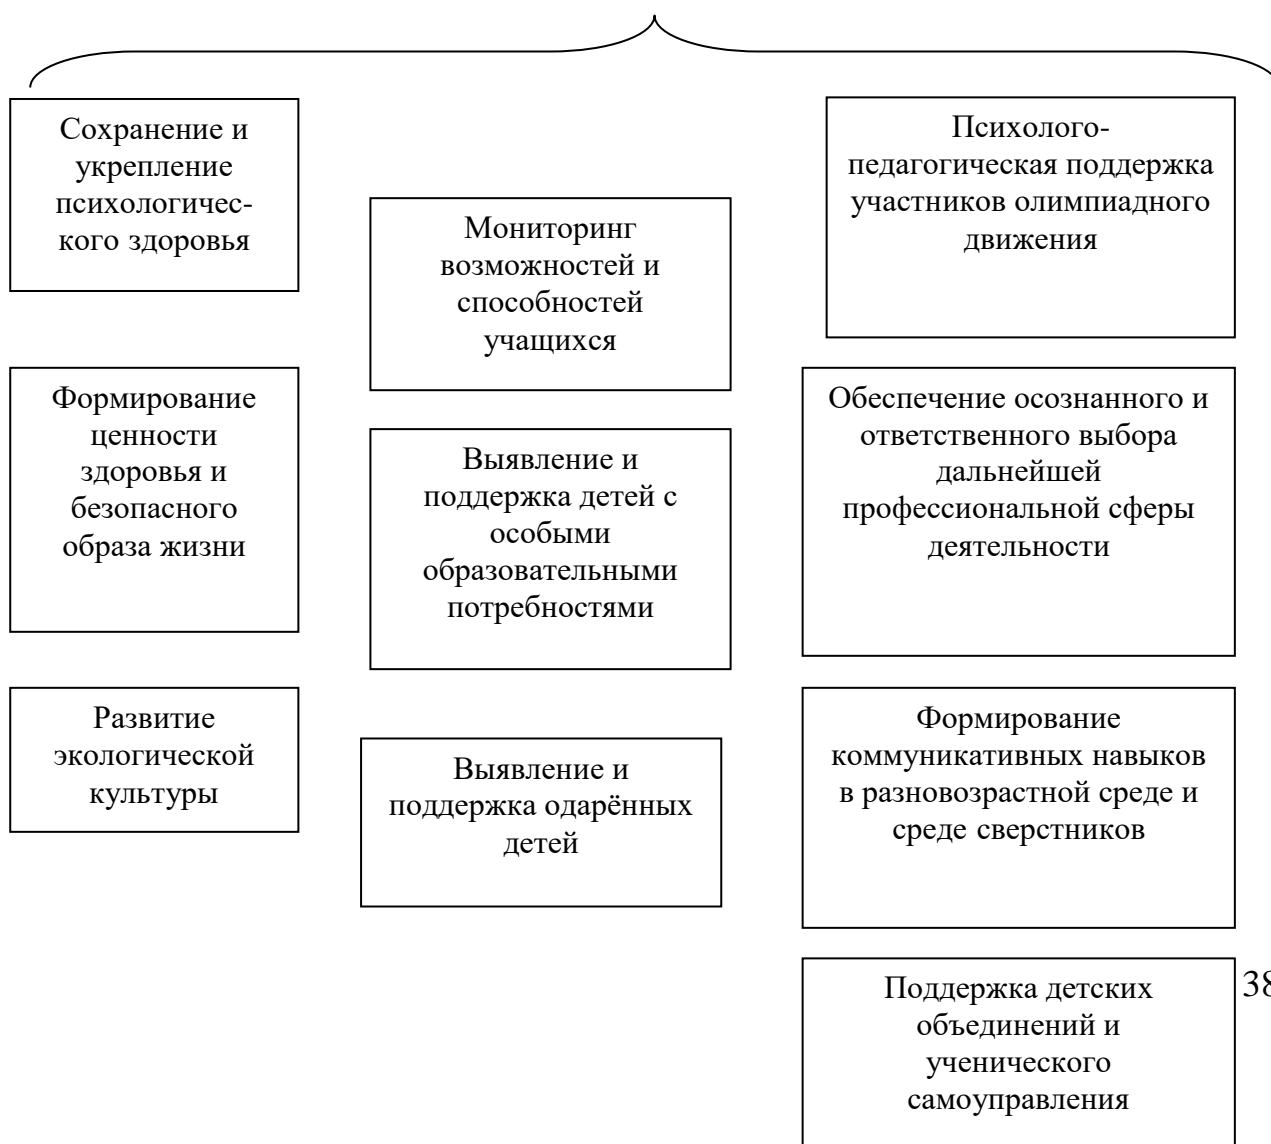 Сохранение и
укрепление
психологичес-
кого здоровья
Формирование
ценности
здоровья и
безопасного
образа жизни
Развитие
экологической
культуры
Мониторинг
возможностей и
способностей
учащихся
Выявление и
поддержка детей с
особыми
образовательными
потребностями
Выявление и
поддержка одарённых
детей
Психолого-
педагогическая поддержка
участников олимпиадного
движения
Обеспечение осознанного и
ответственного выбора
дальнейшей
профессиональной сферы
деятельности
Формирование
коммуникативных навыков
в разновозрастной среде и
среде сверстников
Поддержка детских
объединений и
ученического
самоуправления
38